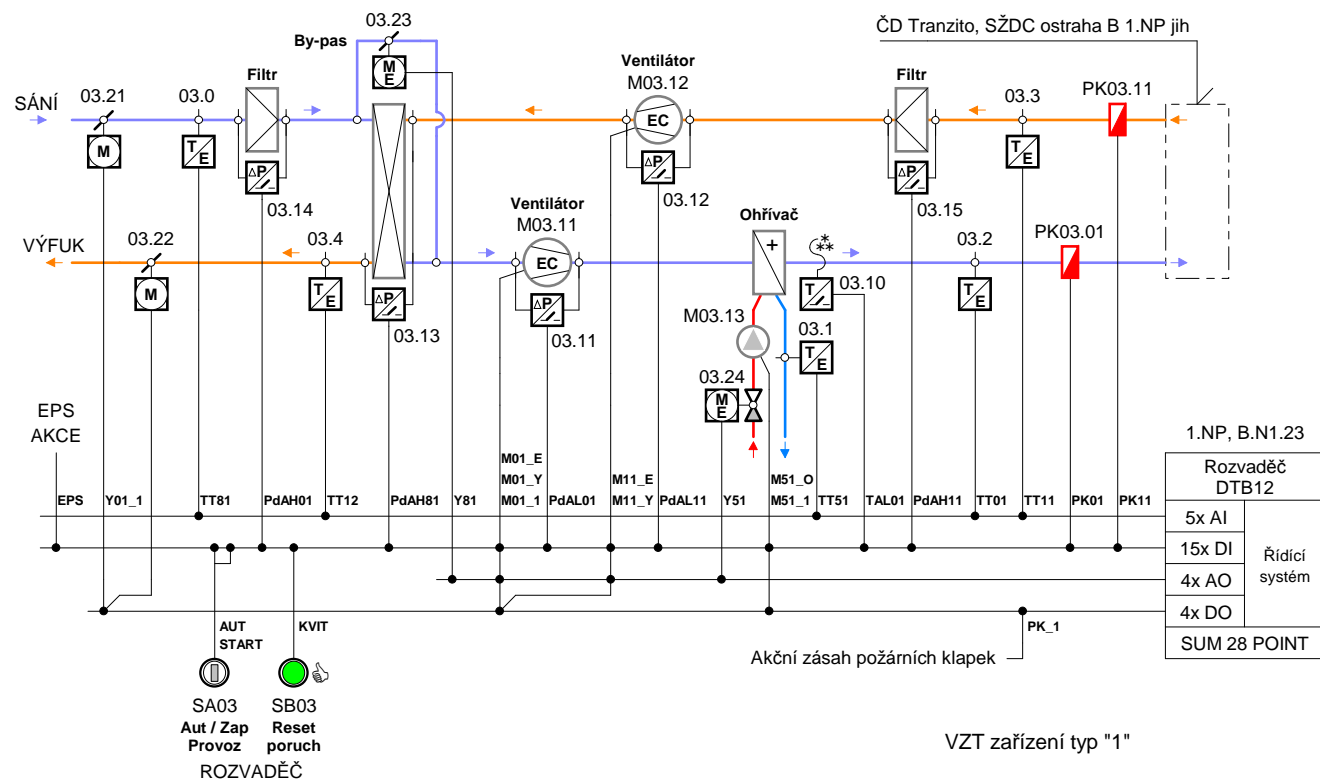 03.23
ČD Tranzito, SŽDC ostraha B 1.NP jih
By-pas
M
E
Ventilátor
M03.12
Filtr
Filtr
SÁNÍ
03.21
03.0
03.3
PK03.11
EC
M
T
E
ΔP
ΔP
ΔP
T
E
03.14
03.12
03.15
Ventilátor
M03.11
Ohřívač
VÝFUK
03.22
03.4
03.2
PK03.01
EC
+
M
T
E
ΔP
ΔP
T
03.10
T
E
03.13
03.11
M03.13
03.1
T
E
03.24
M
E
EPS
AKCE
1.NP, B.N1.23
M01_E
M01_Y
M01_1
M11_E
M11_Y
M51_O
M51_1
EPS
Y01_1
TT81
PdAH01
TT12
PdAH81
Y81
PdAL01
PdAL11
Y51
TT51
TAL01
PdAH11
TT01
TT11
PK01
PK11
Rozvaděč
DTB12
5x AI
15x DI
4x AO
4x DO
Řídící
systém
SUM 28 POINT
AUT
START
KVIT
PK_1
Akční zásah požárních klapek
SA03
Aut / Zap
Provoz
SB03
Reset
poruch
ROZVADĚČ
VZT zařízení typ "1"